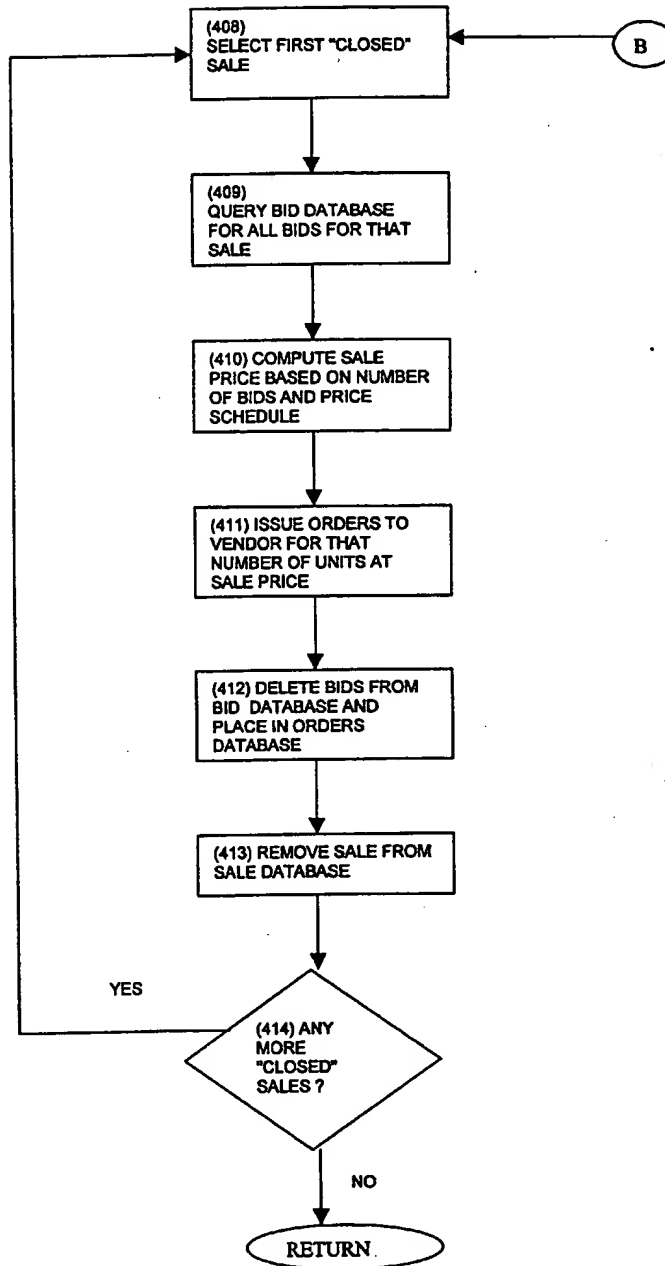 (408)
SELECT FIRST "CLOSED"
SALE
B
(409)
QUERY BID DATABASE
FOR ALL BIDS FOR THAT
SALE
(410) COMPUTE SALE
PRICE BASED ON NUMBER
OF BIDS AND PRICE
SCHEDULE
(411) ISSUE ORDERS TO
VENDOR FOR THAT
NUMBER OF UNITS AT
SALE PRICE
(412) DELETE BIDS FROM
BID DATABASE AND
PLACE IN ORDERS
DATABASE
(413) REMOVE SALE FROM
SALE DATABASE
YES
(414) ANY
MORE
"CLOSED"
SALES ?
NO
RETURN